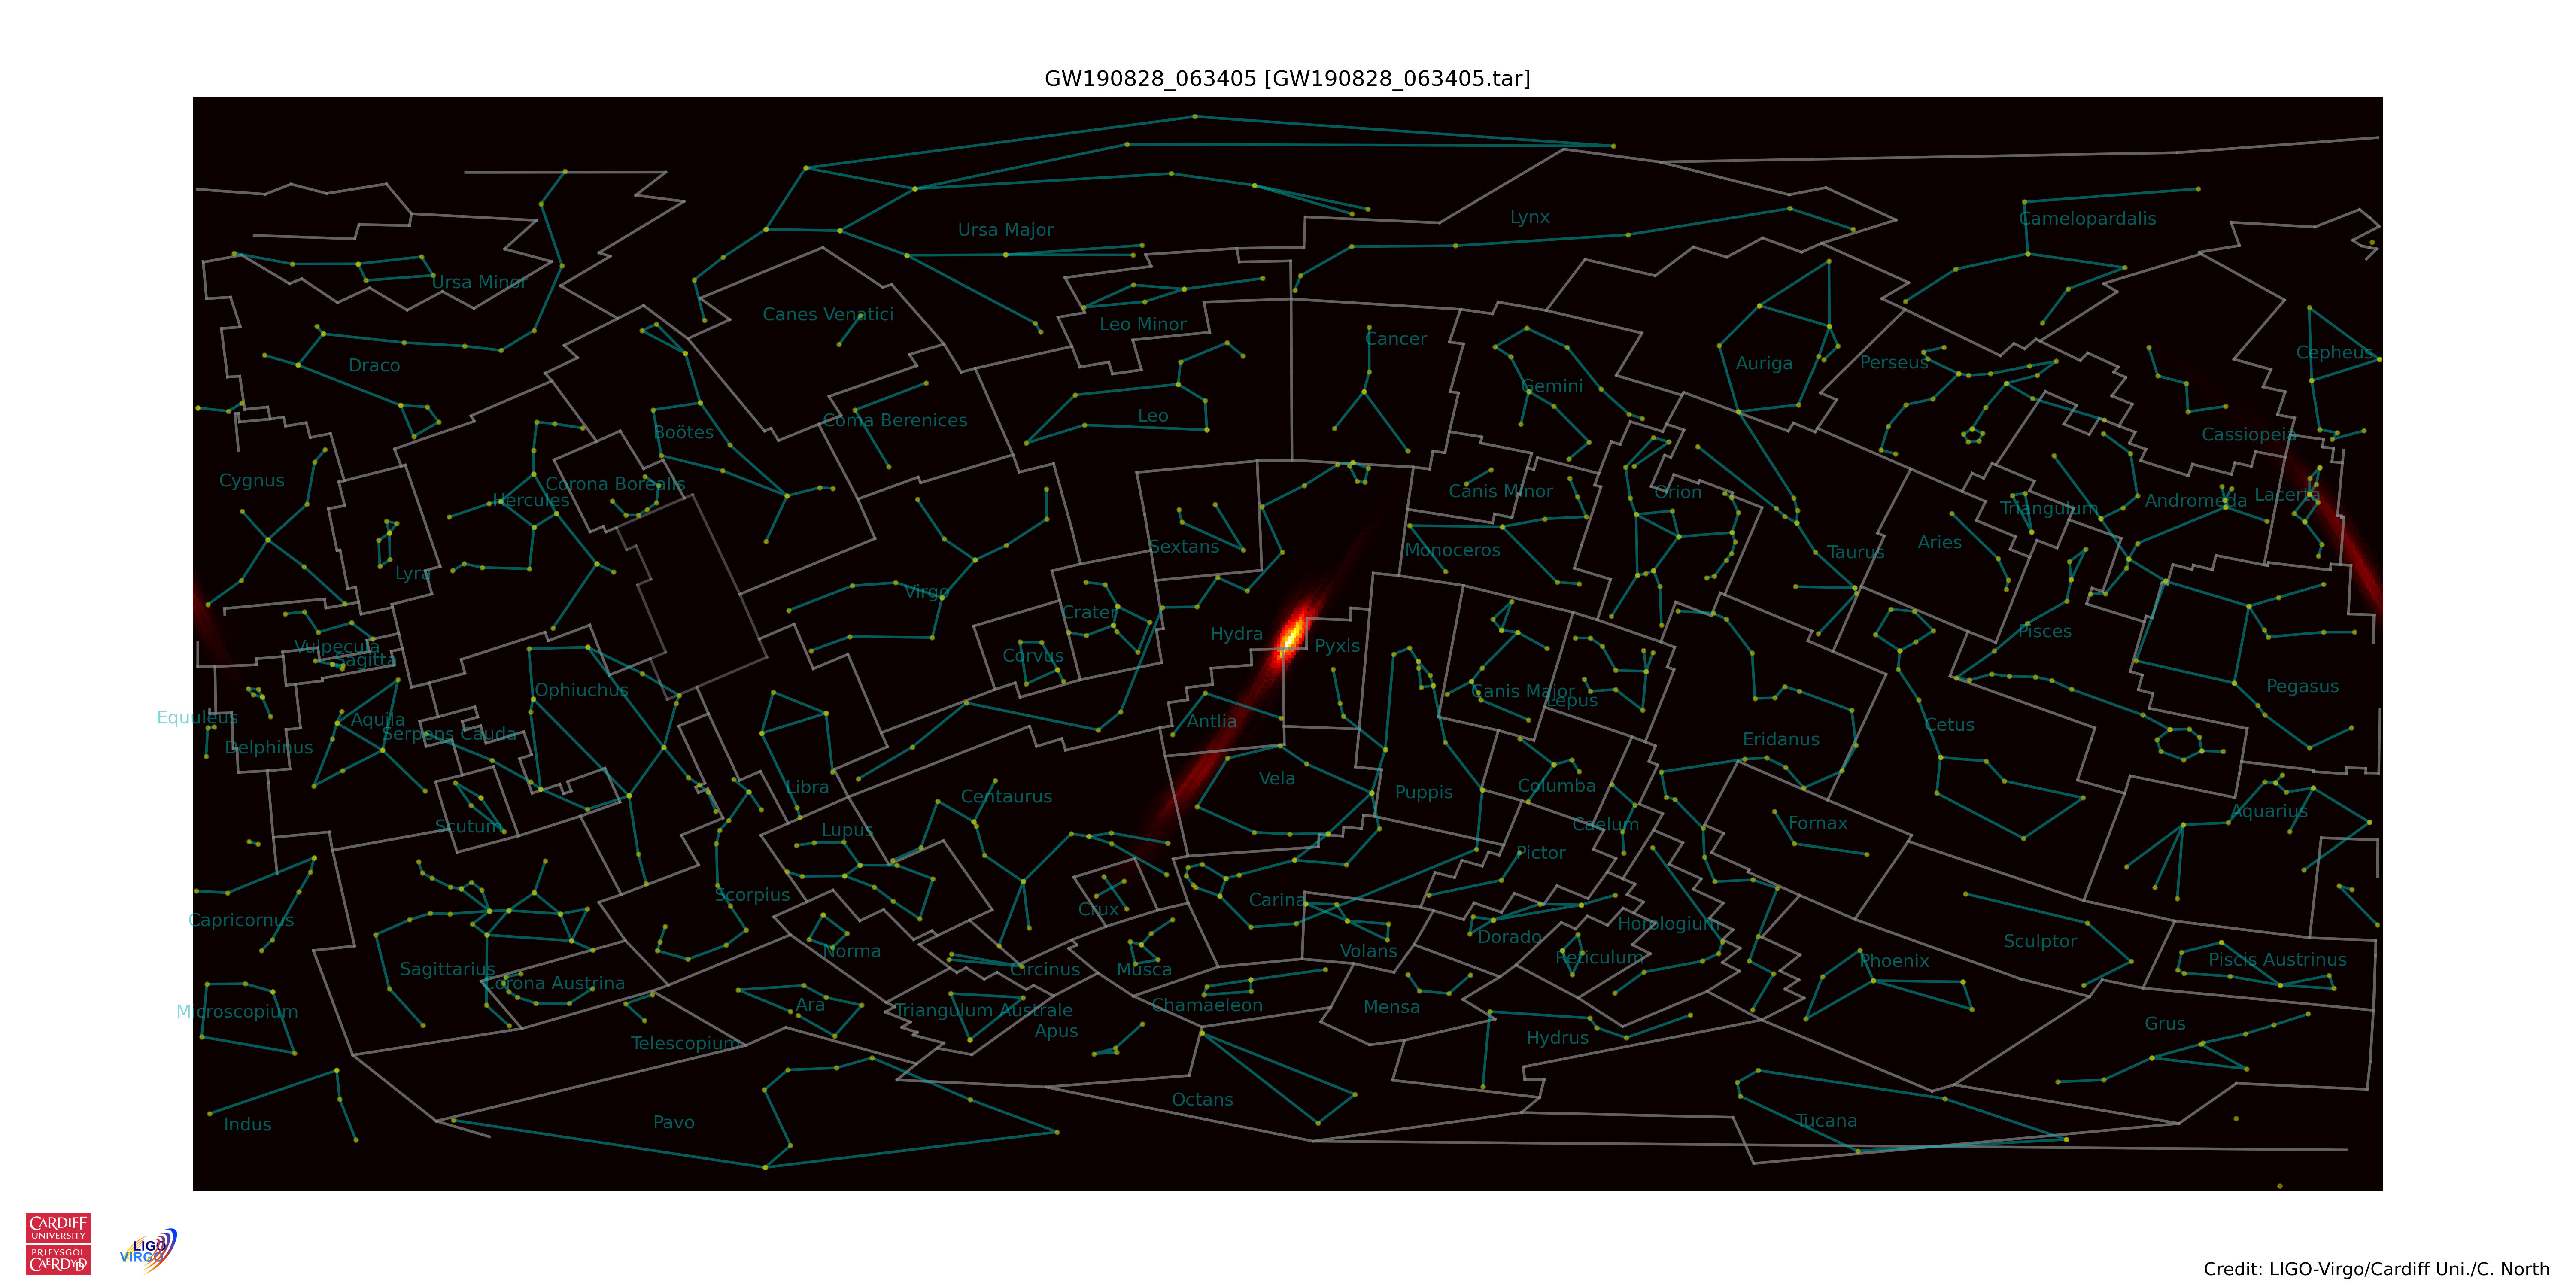 GW190828_063405 [GW190828_063405.tar]
Lynx
Camelopardalis
Ursa Major
Ursa Minor
Canes Venatici
Leo Minor
Cancer
Cepheus
Draco
Auriga
Perseus
Gemini
Leo
Coma Berenices
Boötes
Cassiopeia
Cygnus
Corona Borealis
Hercules
Canis Minor
Orion
Triangulum
Andromeda
Lacerta
Sextans
Monoceros
Taurus
Aries
Lyra
Virgo
Crater
Hydra
Pyxis
Pisces
Vulpecula
Sagitta
Corvus
Ophiuchus
Canis Major
Lepus
Pegasus
Equuleus
Aquila
Serpens Cauda
Antlia
Cetus
Delphinus
Eridanus
Libra
Centaurus
Vela
Puppis
Columba
Aquarius
Scutum
Lupus
Caelum
Fornax
Pictor
Scorpius
Carina
Crux
Capricornus
Horologium
Norma
Volans
Dorado
Sculptor
Sagittarius
Circinus
Musca
Reticulum
Phoenix
Piscis Austrinus
Corona Austrina
Microscopium
Ara
Triangulum Australe
Chamaeleon
Mensa
Apus
Hydrus
Grus
Telescopium
Octans
Indus
Pavo
Tucana
CARDIFF
UNIVERSITY
PRIFYSGOL
CAERDYDD
LIGO
VIRGO
Credit: LIGO-Virgo/Cardiff Uni./C. North